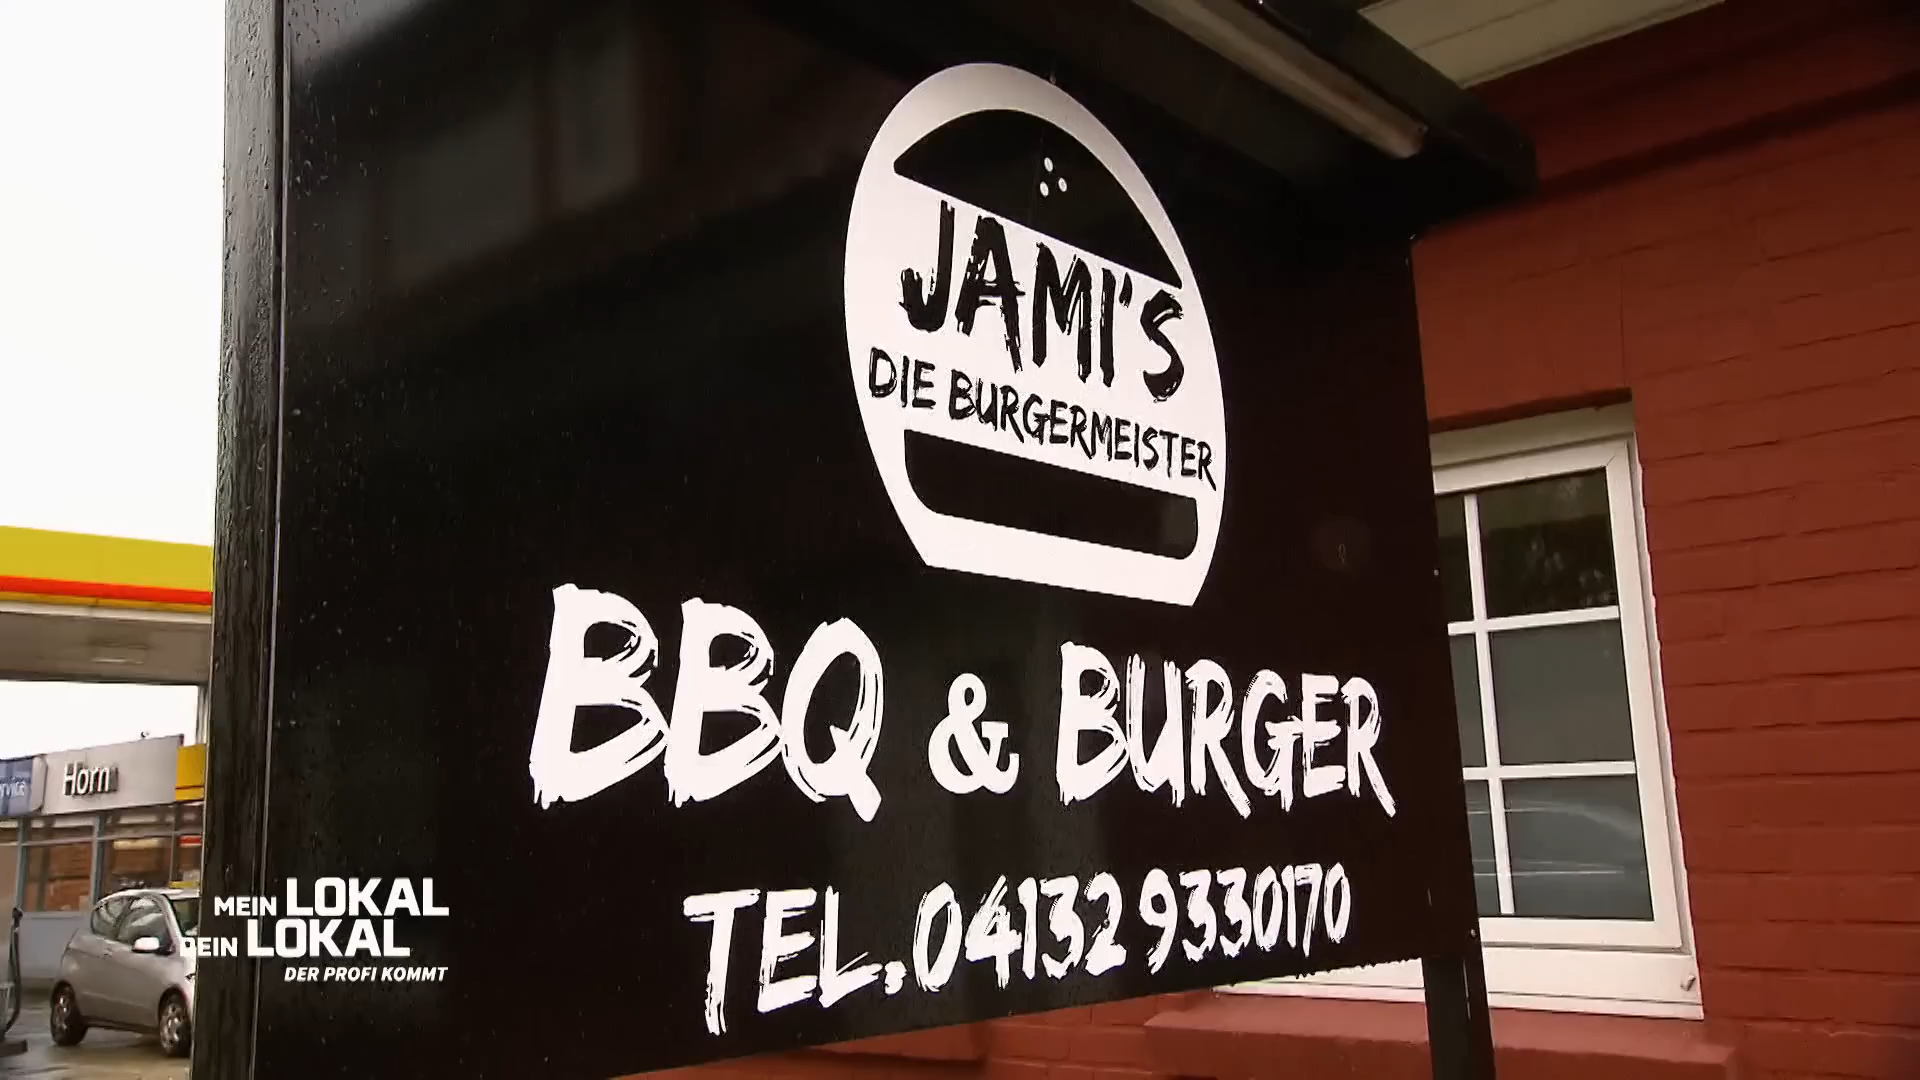 JAMI'S
DIE BURGERMEISTER
BBQ & BURGER
TEL. 04132 9330170
Horn
MEIN LOKAL
DEIN LOKAL
DER PROFI KOMMT